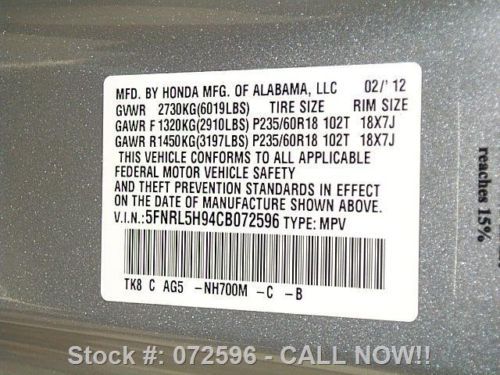 MFD. BY HONDA MFG. OF ALABAMA, LLC 02/'12
GVWR 2730KG(6019LBS) TIRE SIZE RIM SIZE
GAWR F 1320KG(2910LBS) P235/60R18 102T 18X7J
GAWR R1450KG(3197LBS) P235/60R18 102T 18X7J
THIS VEHICLE CONFORMS TO ALL APPLICABLE
FEDERAL MOTOR VEHICLE SAFETY
AND THEFT PREVENTION STANDARDS IN EFFECT
ON THE DATE OF MANUFACTURE SHOWN ABOVE.
V.I.N.: 5FNRL5H94CB072596 TYPE: MPV
TK8 C AG5 -NH700M -C -B
reaches 15%
Stock #: 072596 - CALL NOW!!